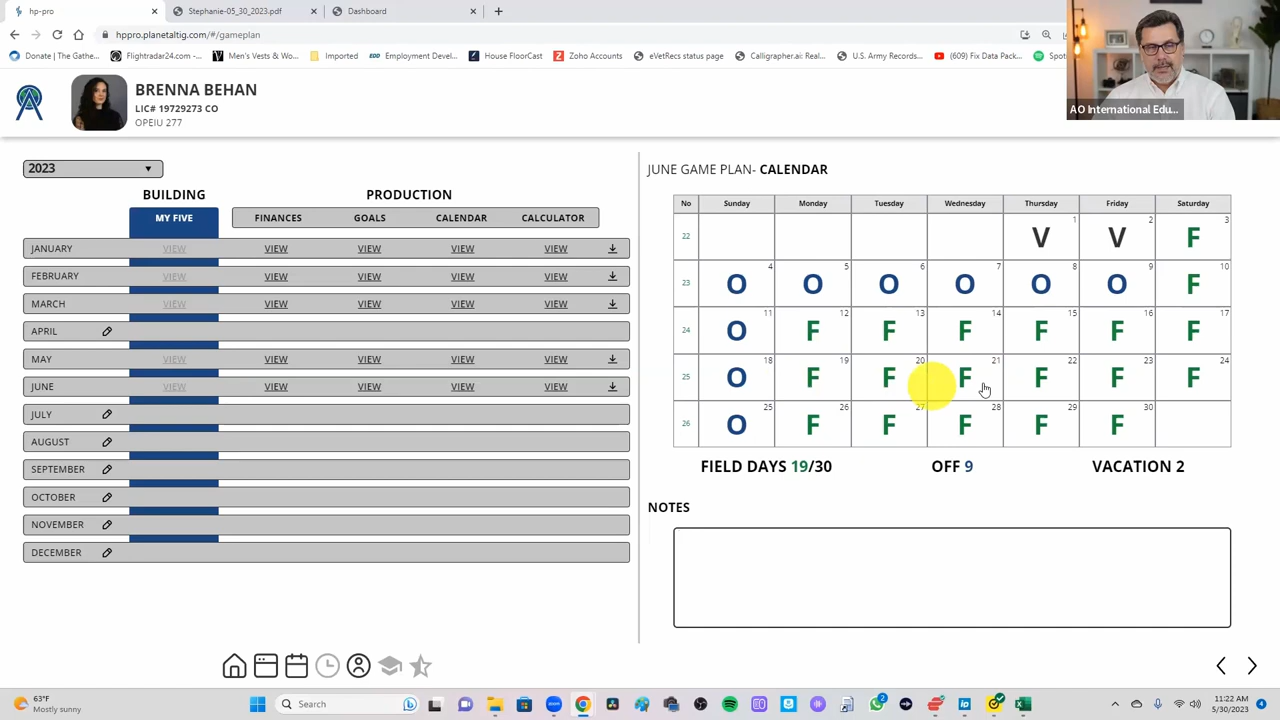 hp-pro
Stephanie-05_30_2023.pdf
Dashboard
hppro.planetaltig.com/#/gameplan
Donate | The Gathe...
Flightradar24.com -...
Men's Vests & Wo...
Imported
EDD Employment Devel...
House FloorCast
Zoho Accounts
eVetRecs status page
Calligrapher.ai: Real...
U.S. Army Records...
(609) Fix Data Pack...
Spot
AO International Edu...
BRENNA BEHAN
LIC# 19729273 CO
OPEIU 277
2023
BUILDING PRODUCTION
MY FIVE FINANCES GOALS CALENDAR CALCULATOR
JANUARY VIEW VIEW VIEW VIEW VIEW
FEBRUARY VIEW VIEW VIEW VIEW VIEW
MARCH VIEW VIEW VIEW VIEW VIEW
APRIL
MAY VIEW VIEW VIEW VIEW VIEW
JUNE VIEW VIEW VIEW VIEW VIEW
JULY
AUGUST
SEPTEMBER
OCTOBER
NOVEMBER
DECEMBER
JUNE GAME PLAN- CALENDAR
No Sunday Monday Tuesday Wednesday Thursday Friday Saturday
22 V 1 V 2 F 3
23 O 4 O 5 O 6 O 7 O 8 O 9 F 10
24 O 11 F 12 F 13 F 14 F 15 F 16 F 17
25 O 18 F 19 F 20 F 21 F 22 F 23 F 24
26 O 25 F 26 F 27 F 28 F 29 F 30
FIELD DAYS 19/30 OFF 9 VACATION 2
NOTES
63°F
Mostly sunny
Search
11:22 AM
5/30/2023